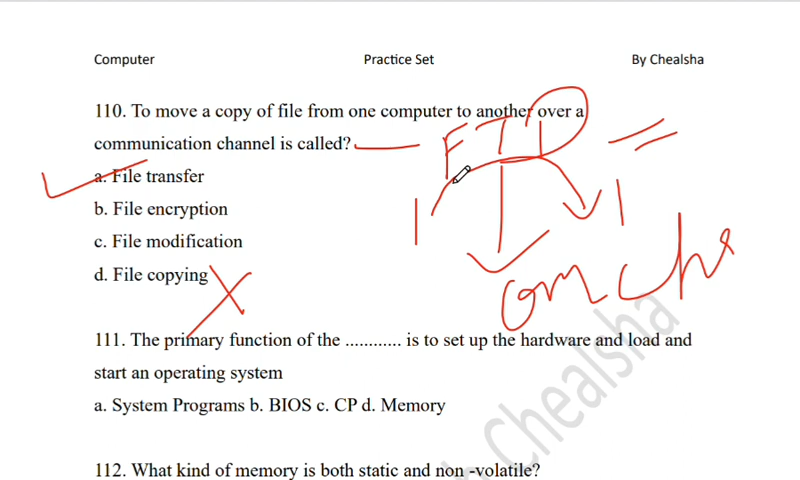 Computer Practice Set By Chealsha
110. To move a copy of file from one computer to another over a
communication channel is called?
a. File transfer
b. File encryption
c. File modification
d. File copying
111. The primary function of the ............ is to set up the hardware and load and
start an operating system
a. System Programs b. BIOS c. CP d. Memory
112. What kind of memory is both static and non -volatile?
Chealsha